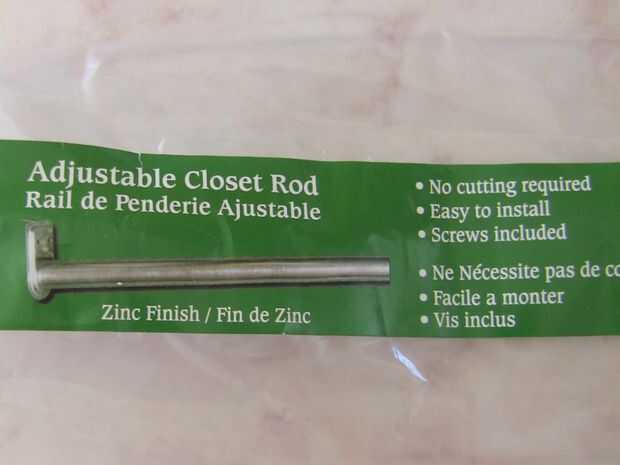 Adjustable Closet Rod
Rail de Penderie Ajustable
Zinc Finish / Fin de Zinc
• No cutting required
• Easy to install
• Screws included
• Ne Nécessite pas de
• Facile a monter
• Vis inclus